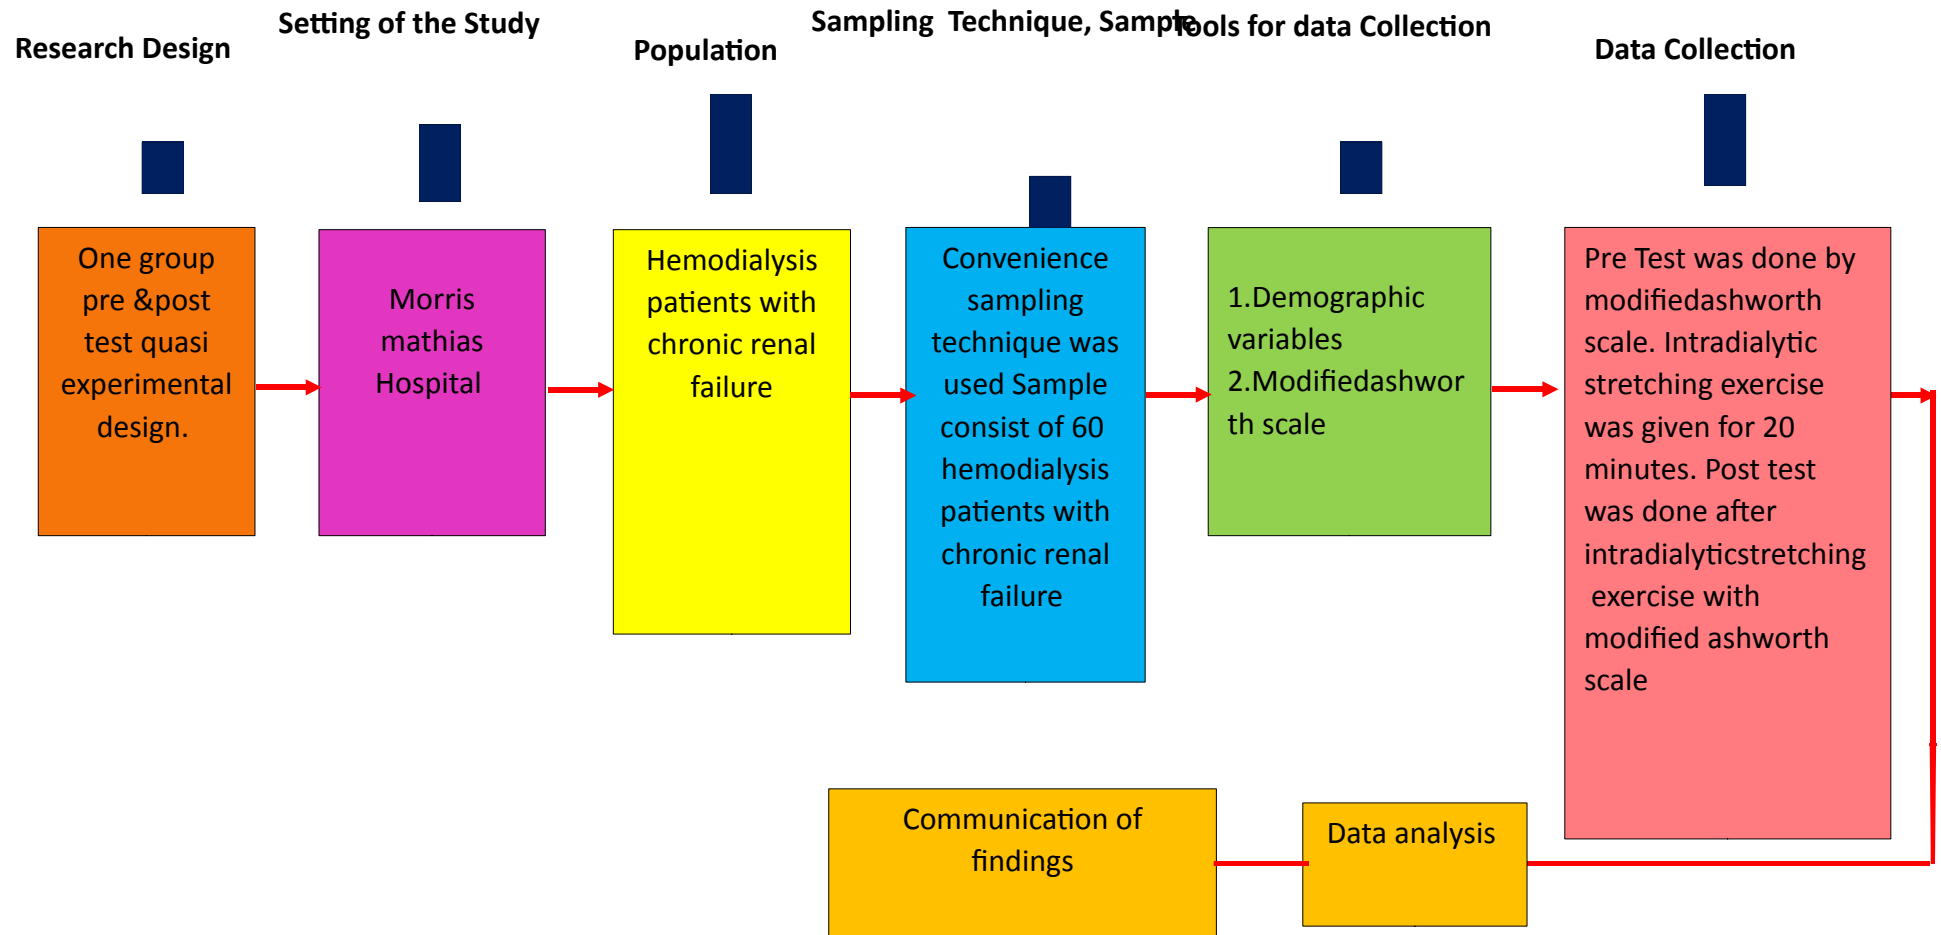 Research Design
Setting of the Study
Population
Sampling  Technique, Sample
Tools for data Collection
Data Collection
One group
pre &post
test quasi
experimental
design.
Morris
mathias
Hospital
Hemodialysis
patients with
chronic renal
failure
Convenience
sampling
technique was
used Sample
consist of 60
hemodialysis
patients with
chronic renal
failure
1.Demographic
variables
2.Modifiedashwor
th scale
Pre Test was done by
modifiedashworth
scale. Intradialytic
stretching exercise
was given for 20
minutes. Post test
was done after
intradialyticstretching
exercise with
modified ashworth
scale
Communication of
findings
Data analysis